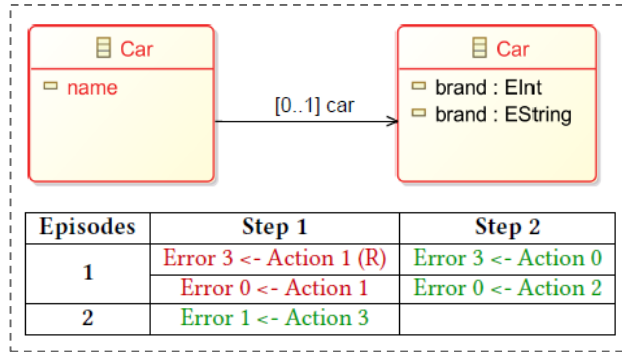 Car
name
[0..1] car
Car
brand : EInt
brand : EString
Episodes Step 1 Step 2
1
Error 3 <- Action 1 (R) Error 3 <- Action 0
Error 0 <- Action 1 Error 0 <- Action 2
2 Error 1 <- Action 3